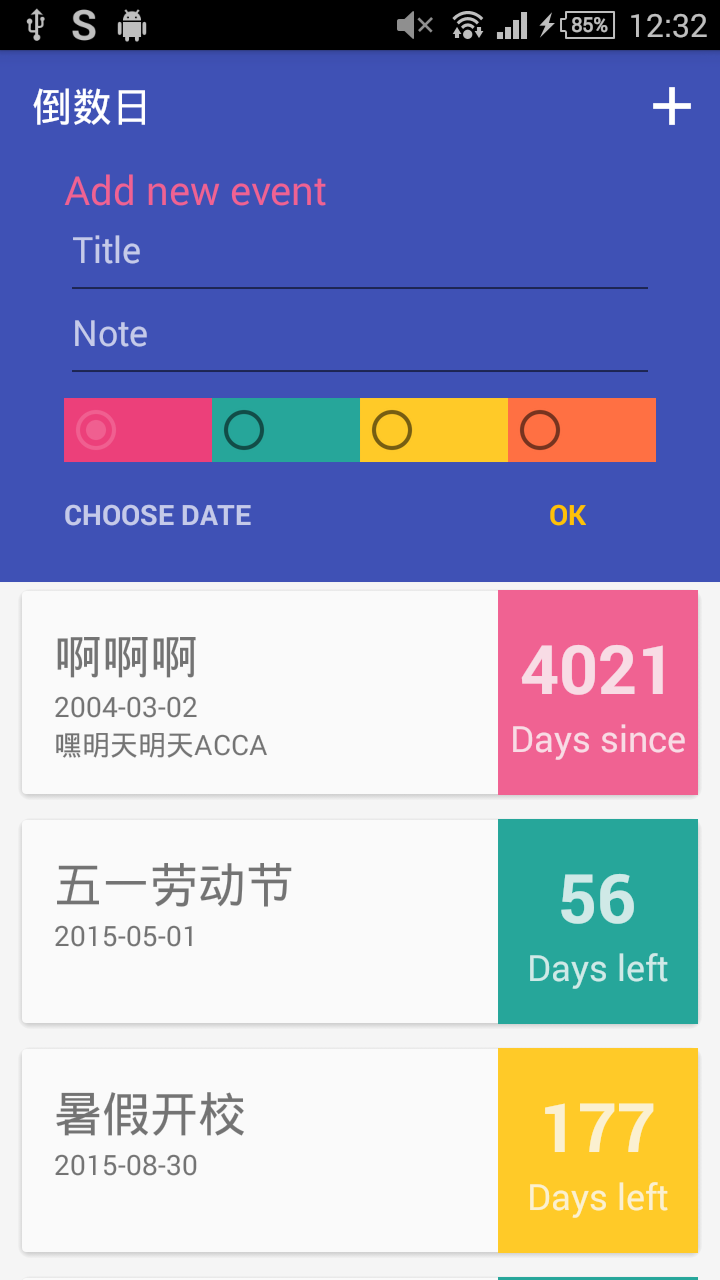 85% 12:32
倒数日
Add new event
Title
Note
CHOOSE DATE OK
啊啊啊
2004-03-02
嘿明天明天ACCA
4021
Days since
五一劳动节
2015-05-01
56
Days left
暑假开校
2015-08-30
177
Days left